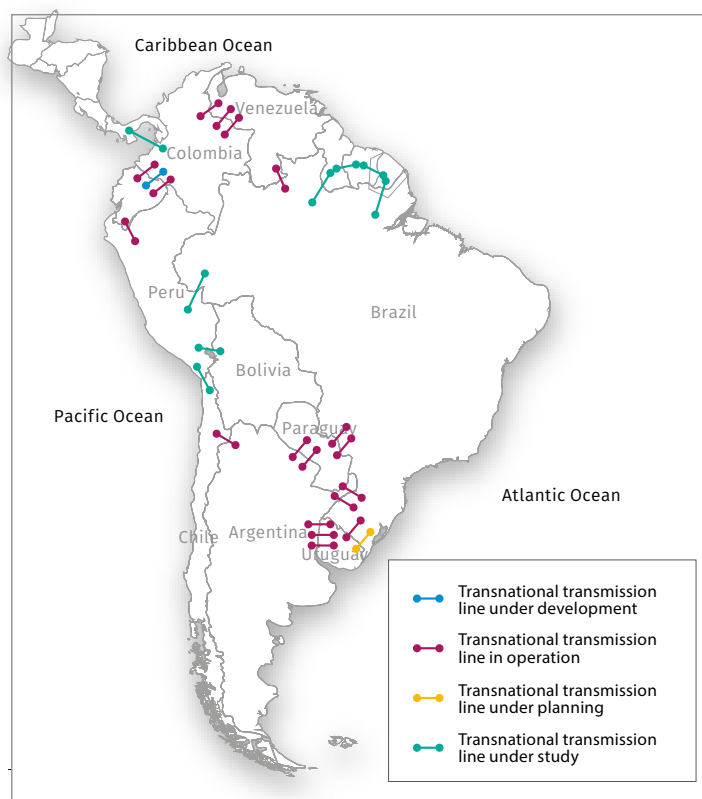 Caribbean Ocean
Venezuela
Colombia
Peru
Brazil
Bolivia
Pacific Ocean
Paraguay
Atlantic Ocean
Chile
Argentina
Uruguay
Transnational transmission
line under development
Transnational transmission
line in operation
Transnational transmission
line under planning
Transnational transmission
line under study